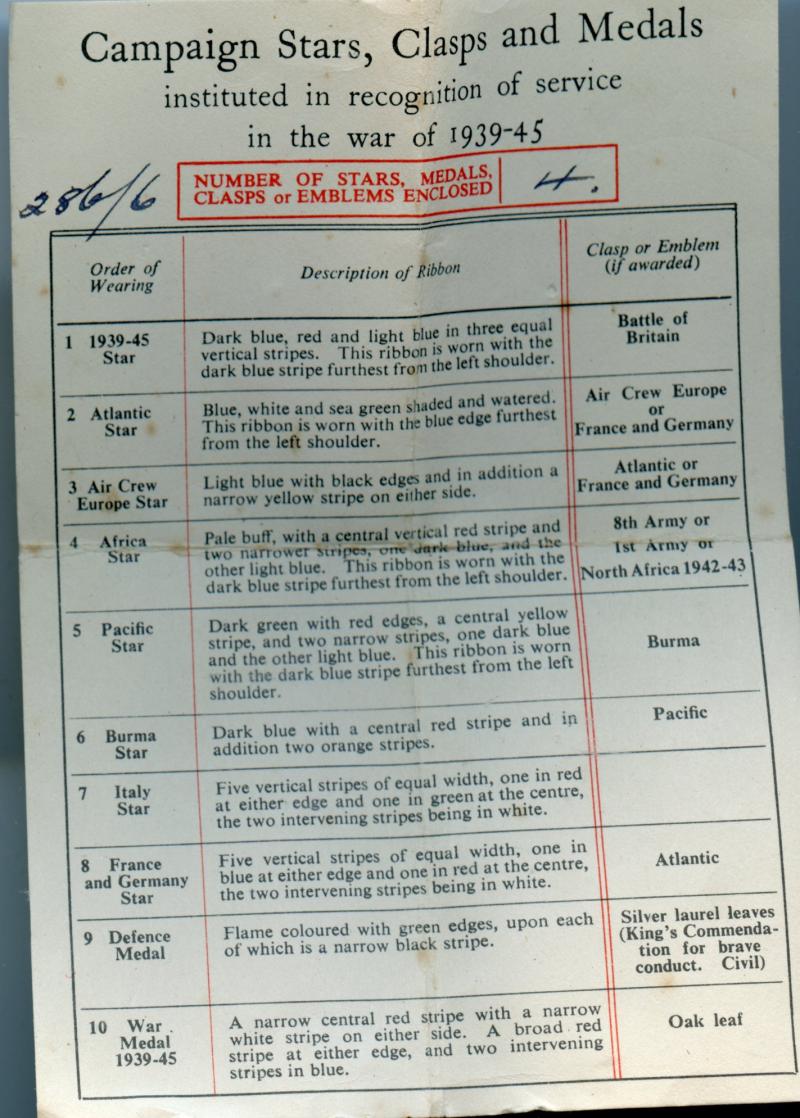 Campaign Stars, Clasps and Medals
instituted in recognition of service
in the war of 1939-45
286/6
NUMBER OF STARS, MEDALS,
CLASPS or EMBLEMS ENCLOSED
4.
Order of
Wearing
Description of Ribbon
Clasp or Emblem
(if awarded)
1 1939-45
Star
Dark blue, red and light blue in three equal
vertical stripes. This ribbon is worn with the
dark blue stripe furthest from the left shoulder.
Battle of
Britain
2 Atlantic
Star
Blue, white and sea green shaded and watered.
This ribbon is worn with the blue edge furthest
from the left shoulder.
Air Crew Europe
or
France and Germany
3 Air Crew
Europe Star
Light blue with black edges and in addition a
narrow yellow stripe on either side.
Atlantic or
France and Germany
4 Africa
Star
Pale buff, with a central vertical red stripe and
two narrower stripes, one dark blue, and the
other light blue. This ribbon is worn with the
dark blue stripe furthest from the left shoulder.
8th Army or
1st Army or
North Africa 1942-43
5 Pacific
Star
Dark green with red edges, a central yellow
stripe, and two narrow stripes, one dark blue
and the other light blue. This ribbon is worn
with the dark blue stripe furthest from the left
shoulder.
Burma
6 Burma
Star
Dark blue with a central red stripe and in
addition two orange stripes.
Pacific
7 Italy
Star
Five vertical stripes of equal width, one in red
at either edge and one in green at the centre,
the two intervening stripes being in white.
8 France
and Germany
Star
Five vertical stripes of equal width, one in
blue at either edge and one in red at the centre,
the two intervening stripes being in white.
Atlantic
9 Defence
Medal
Flame coloured with green edges, upon each
of which is a narrow black stripe.
Silver laurel leaves
(King's Commenda-
tion for brave
conduct. Civil)
10 War
Medal
1939-45
A narrow central red stripe with a narrow
white stripe on either side. A broad red
stripe at either edge, and two intervening
stripes in blue.
Oak leaf